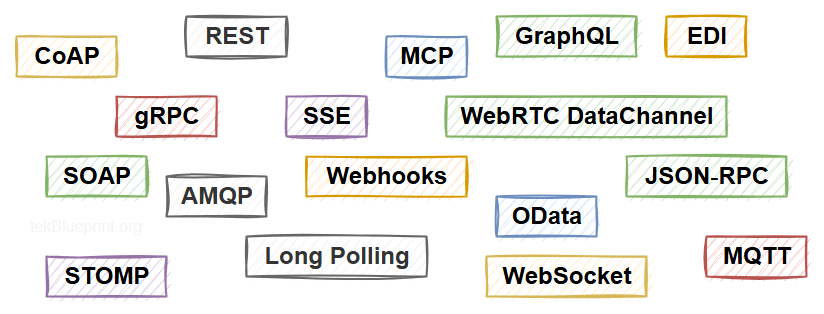 REST
GraphQL
EDI
CoAP
MCP
gRPC
SSE
WebRTC DataChannel
SOAP
Webhooks
JSON-RPC
AMQP
OData
tekBlueprint.org
Long Polling
MQTT
STOMP
WebSocket